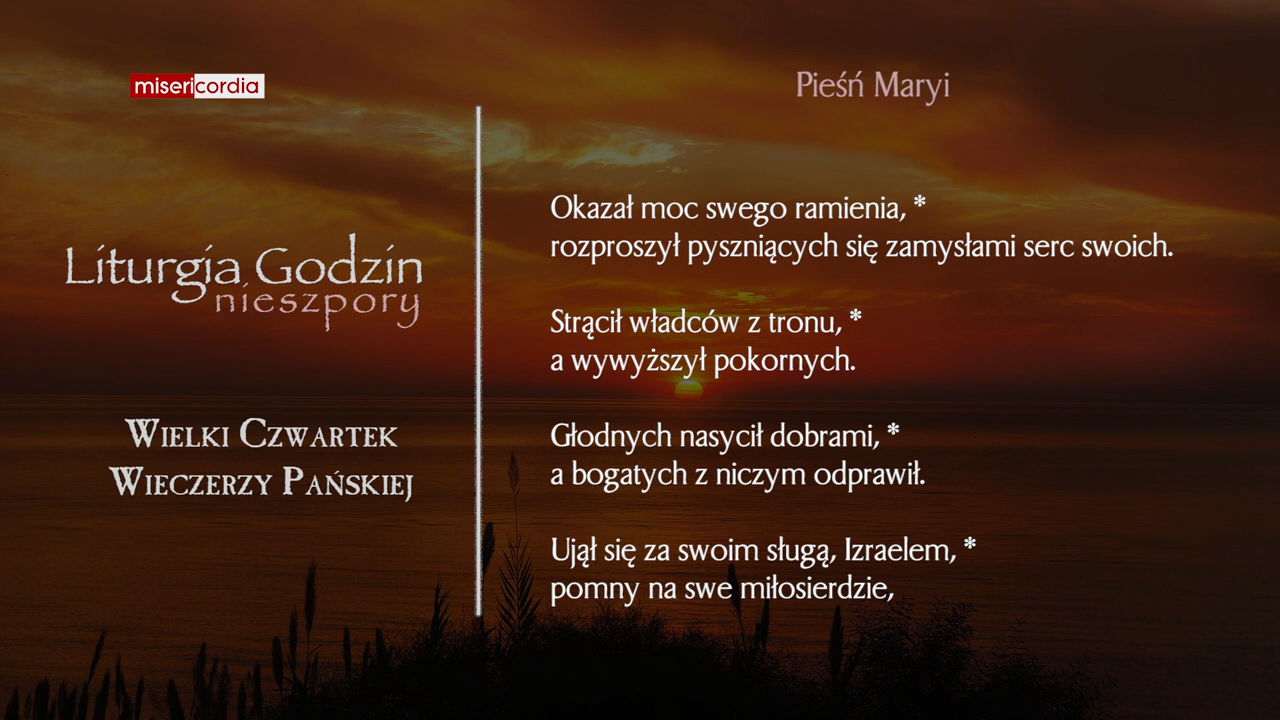 misericordia
Liturgia Godzin
nieszpory
Wielki Czwartek
Wieczerzy Pańskiej
Pieśń Maryi
Okazał moc swego ramienia, *
rozproszył pyszniących się zamysłami serc swoich.
Strącił władców z tronu, *
a wywyższył pokornych.
Głodnych nasycił dobrami, *
a bogatych z niczym odprawił.
Ujął się za swoim sługą, Izraelem, *
pomny na swe miłosierdzie,